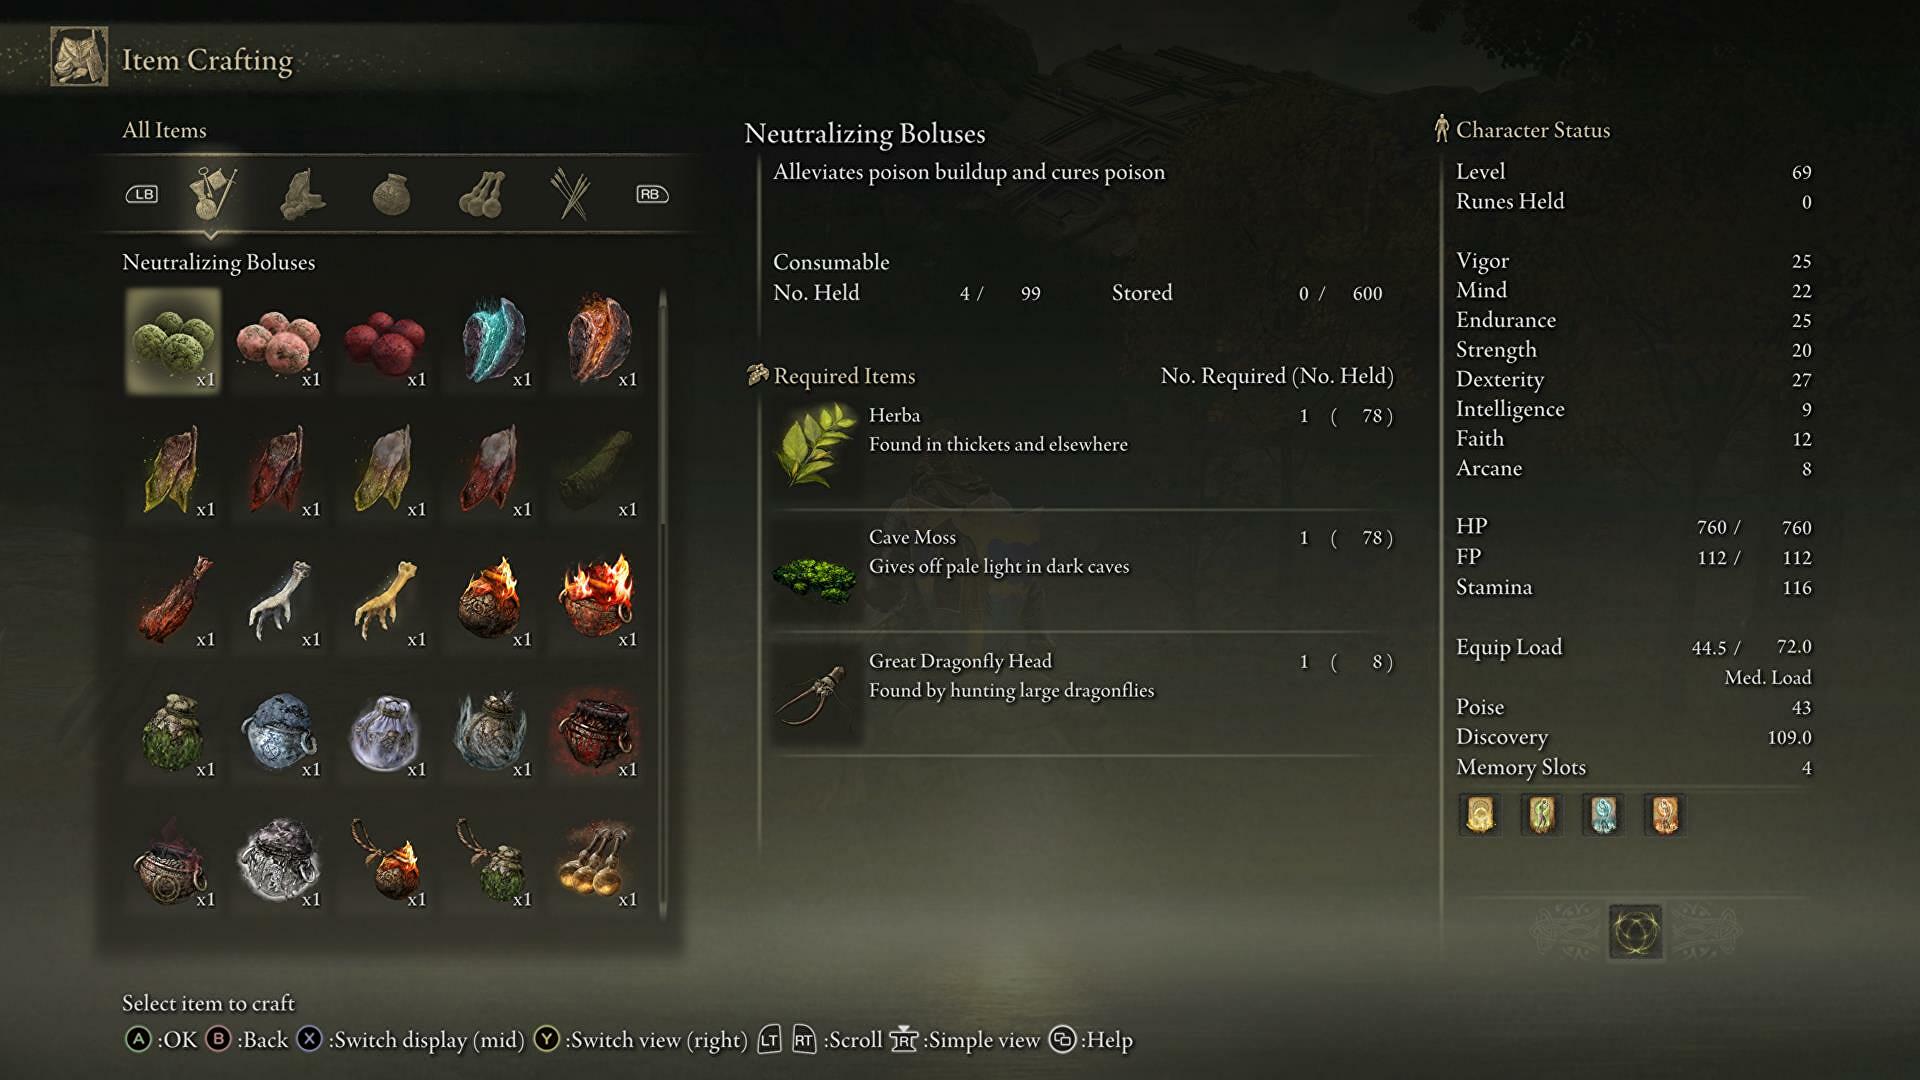 Item Crafting
All Items
LB
RB
Neutralizing Boluses
x1 x1 x1 x1 x1
x1 x1 x1 x1 x1
x1 x1 x1 x1 x1
x1 x1 x1 x1 x1
x1 x1 x1 x1 x1
Neutralizing Boluses
Alleviates poison buildup and cures poison
Consumable
No. Held 4 / 99 Stored 0 / 600
Required Items No. Required (No. Held)
Herba 1 ( 78 )
Found in thickets and elsewhere
Cave Moss 1 ( 78 )
Gives off pale light in dark caves
Great Dragonfly Head 1 ( 8 )
Found by hunting large dragonflies
Character Status
Level 69
Runes Held 0
Vigor 25
Mind 22
Endurance 25
Strength 20
Dexterity 27
Intelligence 9
Faith 12
Arcane 8
HP 760 / 760
FP 112 / 112
Stamina 116
Equip Load 44.5 / 72.0
Med. Load
Poise 43
Discovery 109.0
Memory Slots 4
Select item to craft
A :OK B :Back X :Switch display (mid) Y :Switch view (right) LT RT :Scroll R :Simple view :Help